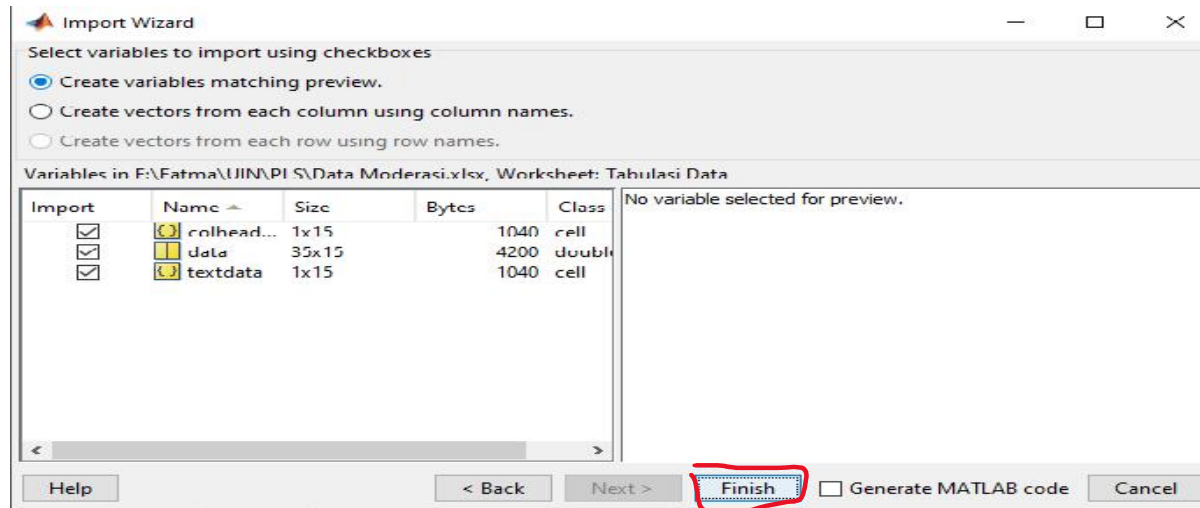 Import Wizard
Select variables to import using checkboxes
Create variables matching preview.
Create vectors from each column using column names.
Create vectors from each row using row names.
Variables in F:\Fatma\UIN\PLS\Data Moderasi.xlsx, Worksheet: Tabulasi Data
Import Name Size Bytes Class
colhead... 1x15 1040 cell
data 35x15 4200 double
textdata 1x15 1040 cell
No variable selected for preview.
Help < Back Next > Finish Generate MATLAB code Cancel